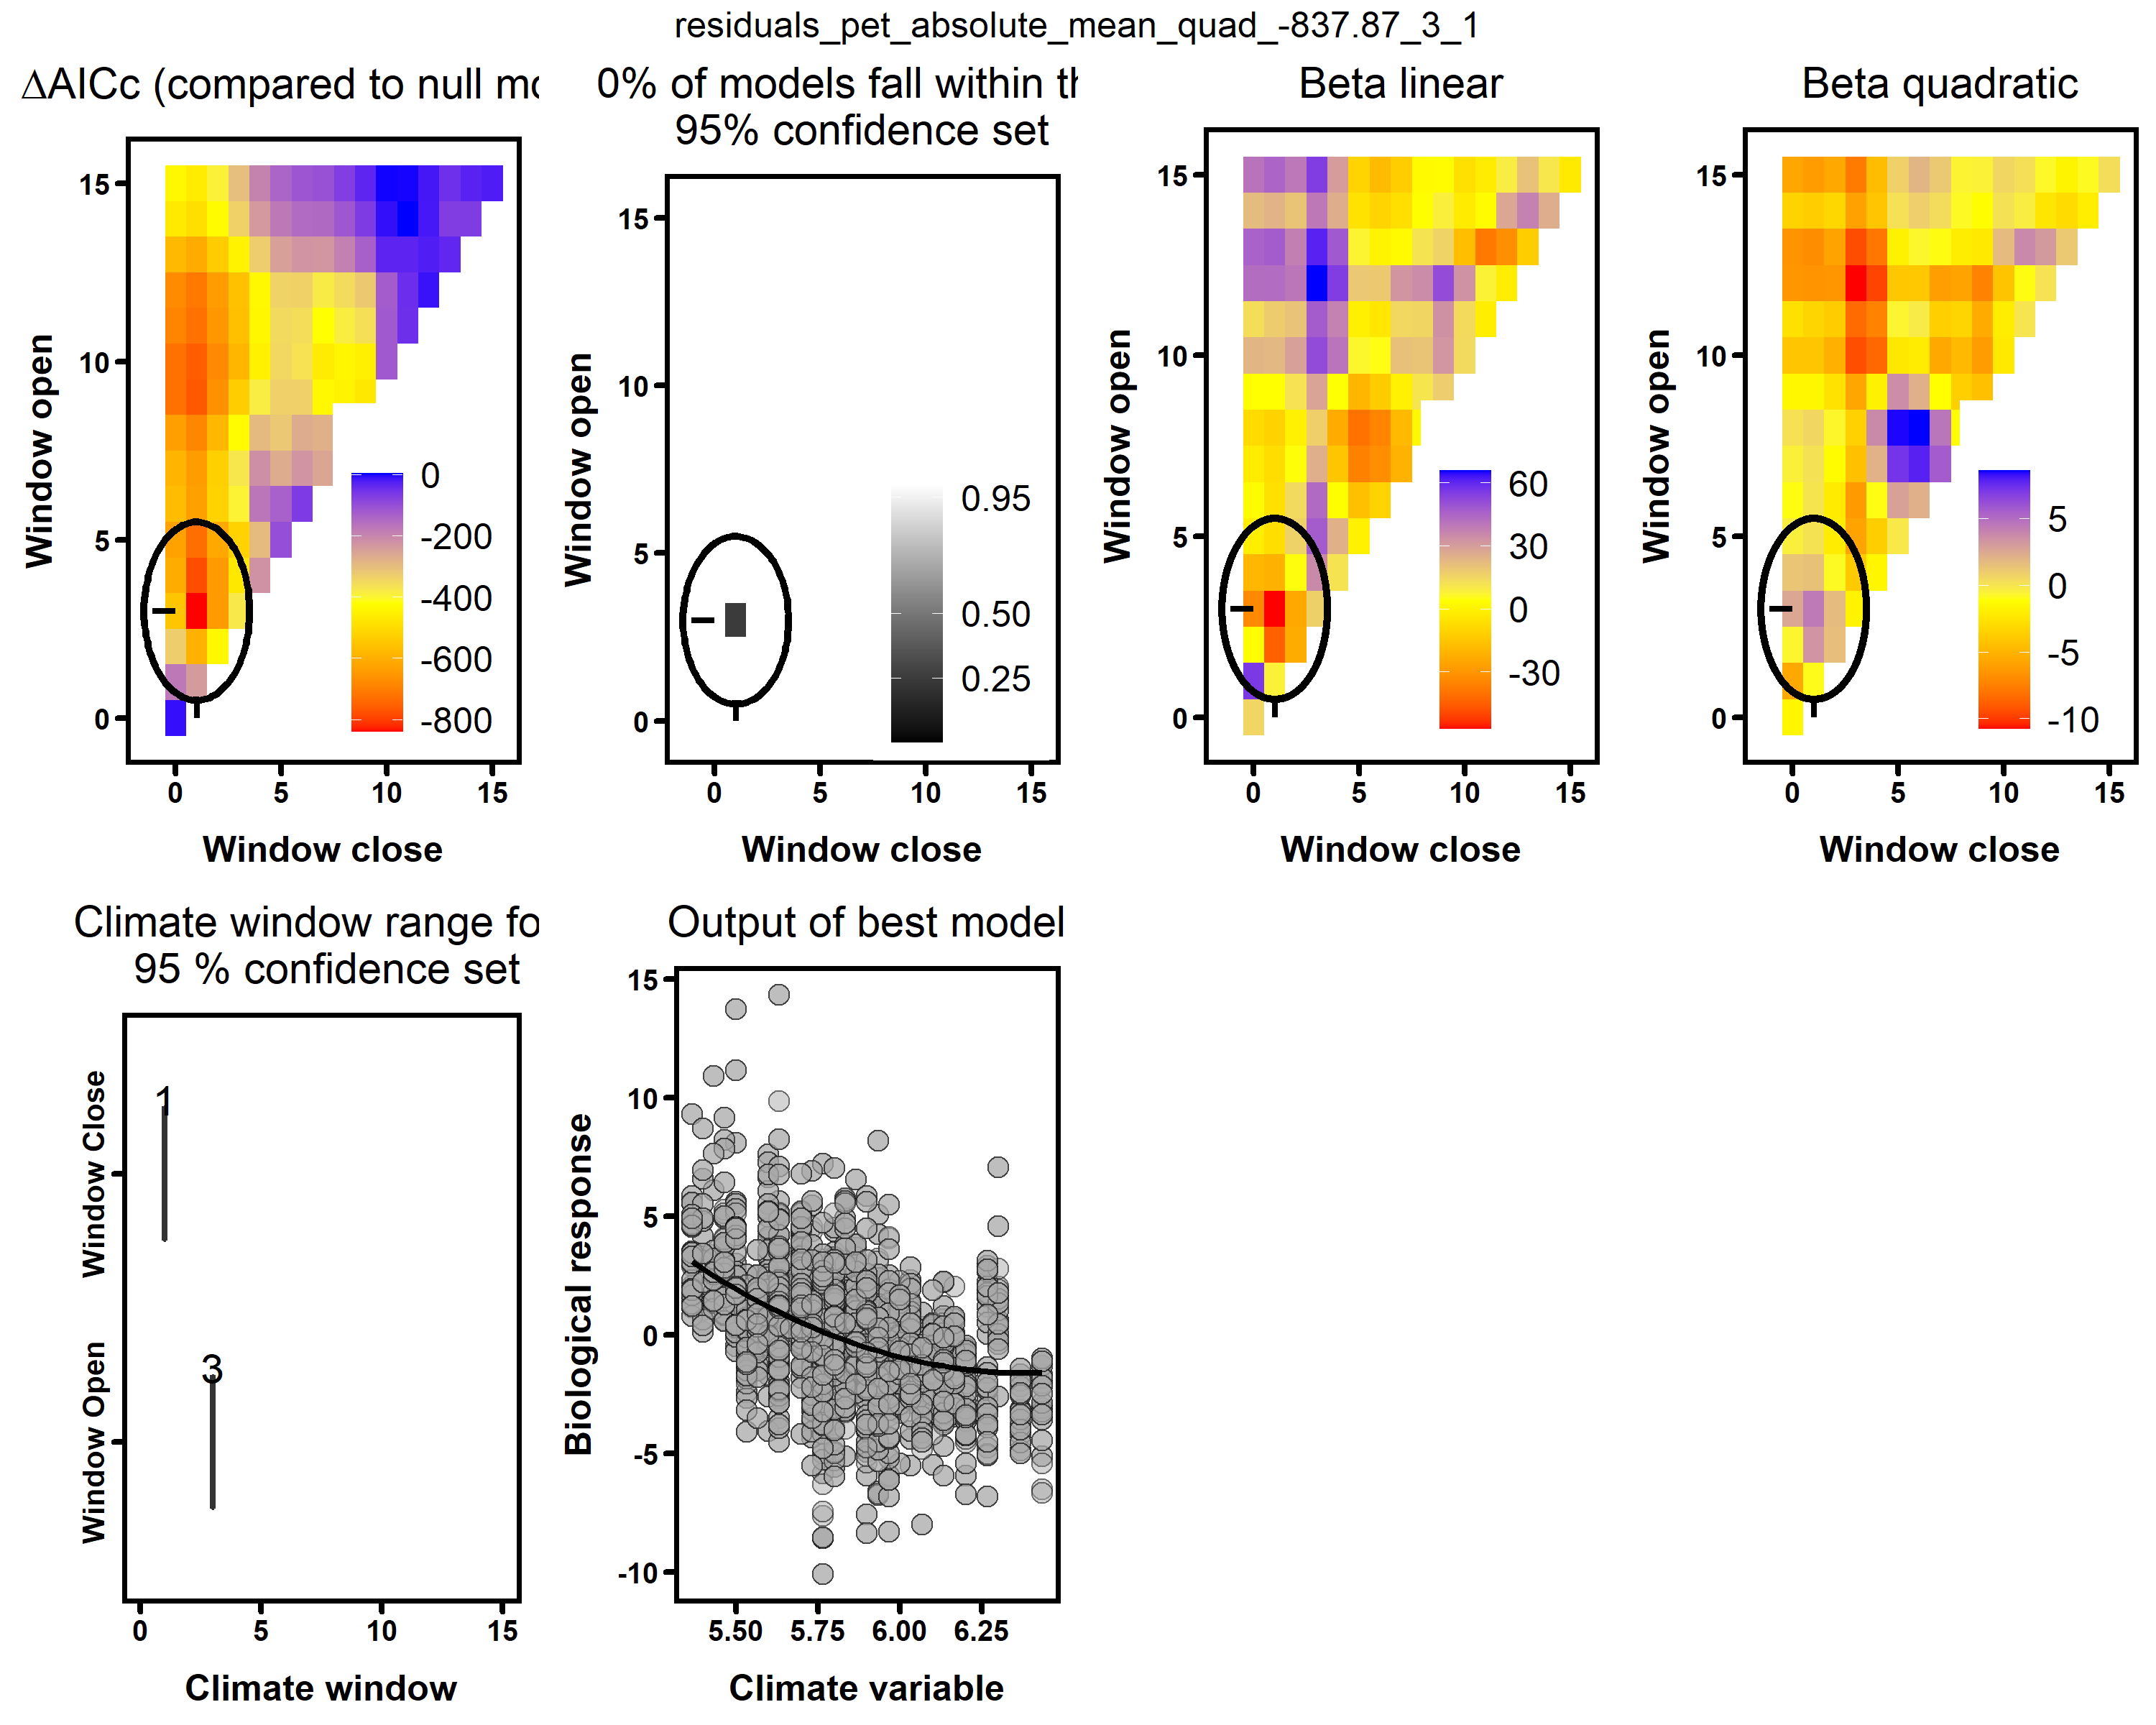 residuals_pet_absolute_mean_quad_-837.87_3_1
ΔAICc (compared to null mo
Window open
15
10
5
0
0
-200
-400
-600
-800
0 5 10 15
Window close
0% of models fall within th
95% confidence set
Window open
15
10
5
0
0.95
0.50
0.25
0 5 10 15
Window close
Beta linear
Window open
15
10
5
0
60
30
0
-30
0 5 10 15
Window close
Beta quadratic
Window open
15
10
5
0
5
0
-5
-10
0 5 10 15
Window close
Climate window range fo
95 % confidence set
Window Close
1
Window Open
3
0 5 10 15
Climate window
Output of best model
Biological response
15
10
5
0
-5
-10
5.50 5.75 6.00 6.25
Climate variable